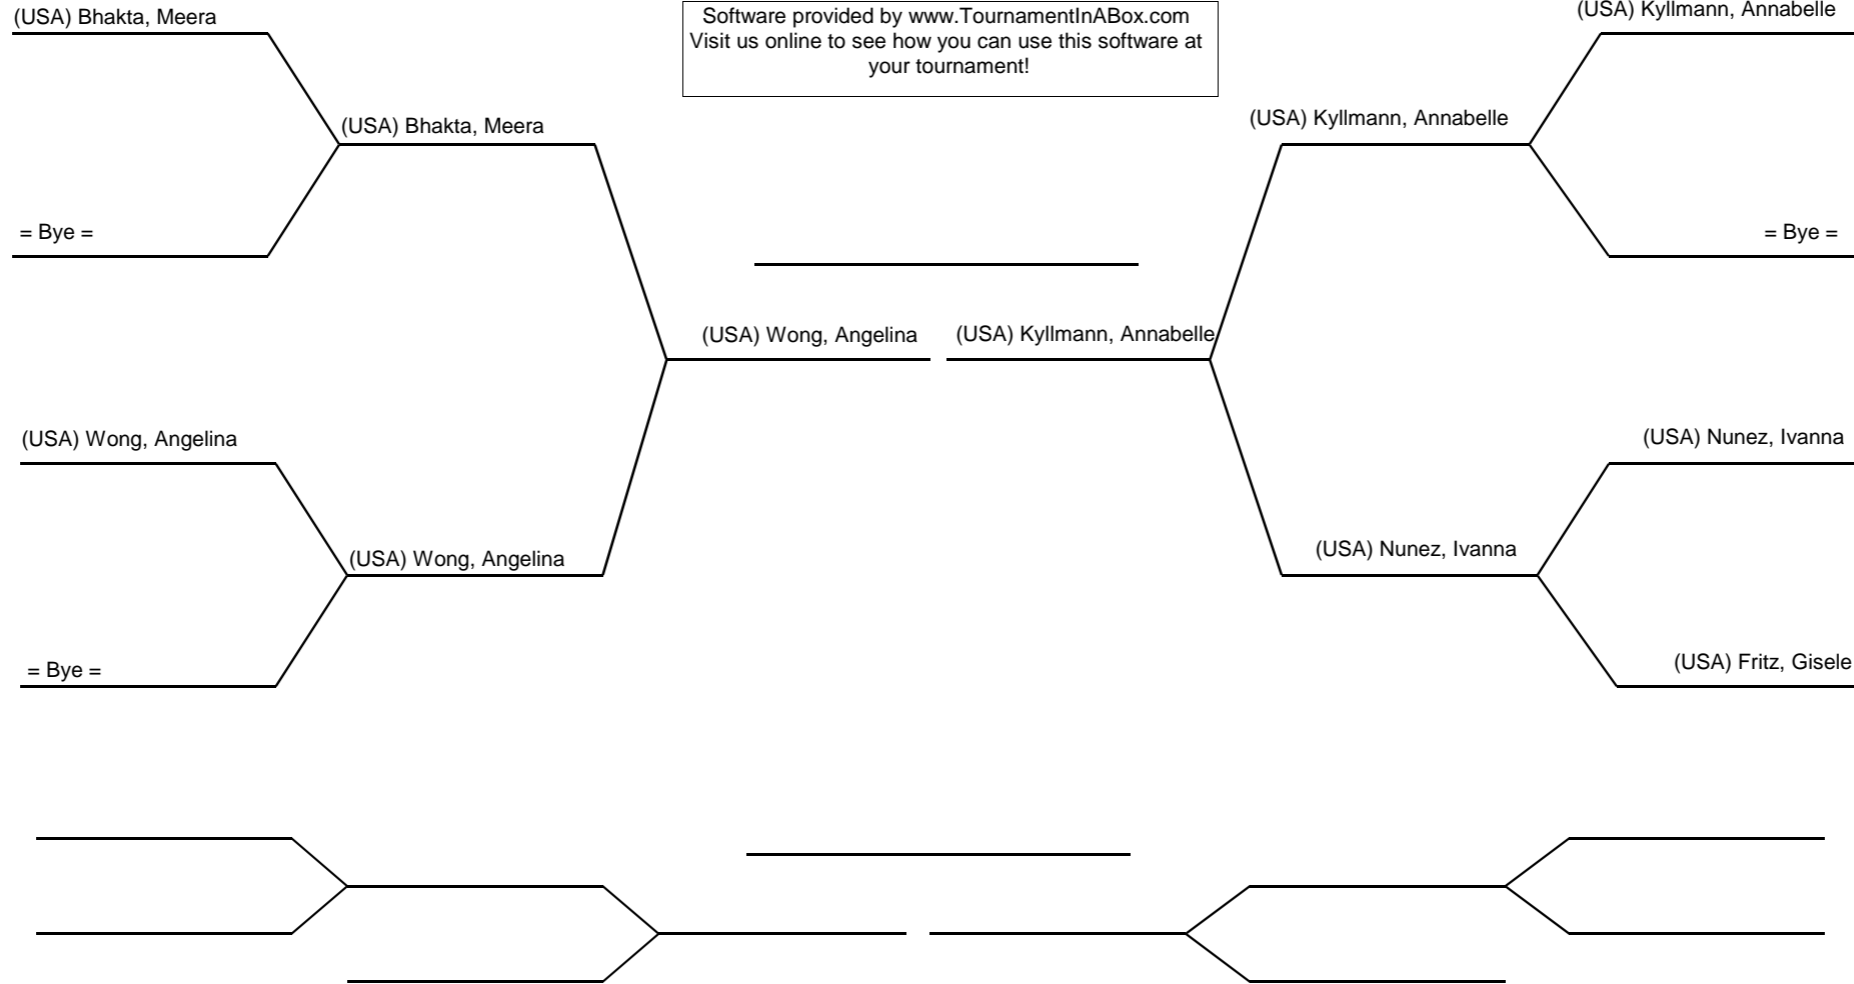 (USA) Bhakta, Meera
Software provided by www.TournamentInABox.com
Visit us online to see how you can use this software at
your tournament!
(USA) Kyllmann, Annabelle
(USA) Bhakta, Meera
(USA) Kyllmann, Annabelle
= Bye =
= Bye =
(USA) Wong, Angelina
(USA) Kyllmann, Annabelle
(USA) Wong, Angelina
(USA) Nunez, Ivanna
(USA) Wong, Angelina
(USA) Nunez, Ivanna
= Bye =
(USA) Fritz, Gisele